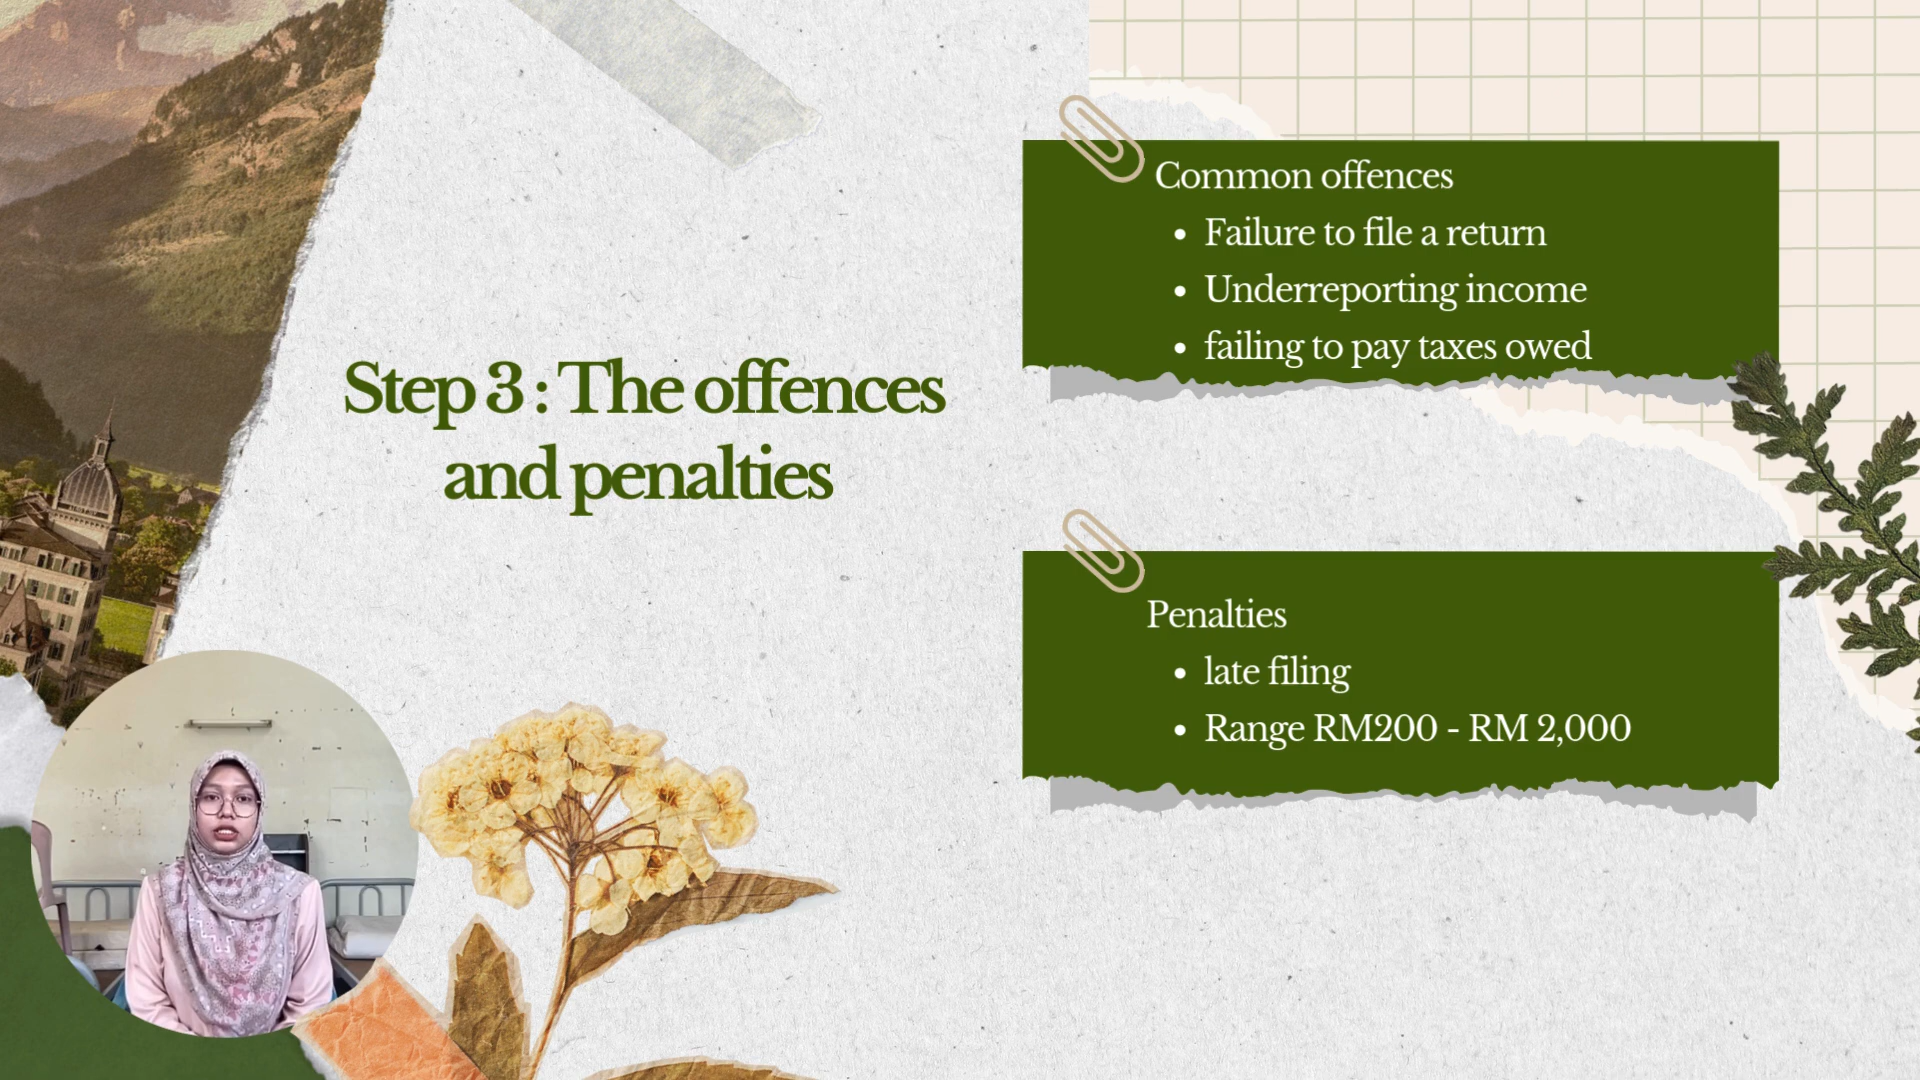 Step 3 : The offences
and penalties
Common offences
• Failure to file a return
• Underreporting income
• failing to pay taxes owed
Penalties
• late filing
• Range RM200 - RM 2,000